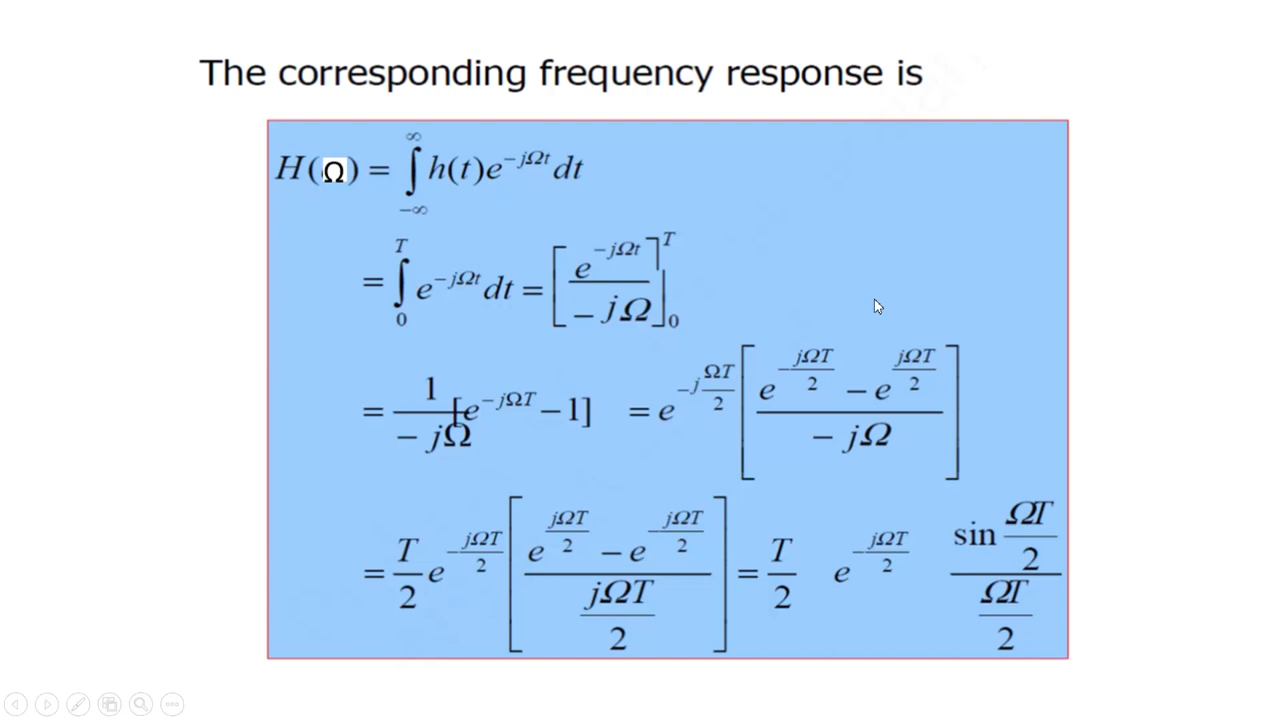 The corresponding frequency response is
H(Ω) = ∫_{-∞}^{∞} h(t)e^{-jΩt} dt
= ∫_{0}^{T} e^{-jΩt} dt = [e^{-jΩt} / -jΩ]_{0}^{T}
= 1/(-jΩ) [e^{-jΩT} - 1] = e^{-jΩT/2} [(e^{-jΩT/2} - e^{jΩT/2}) / -jΩ]
= T/2 e^{-jΩT/2} [(e^{jΩT/2} - e^{-jΩT/2}) / (jΩT/2)] = T/2 e^{-jΩT/2} (sin ΩT/2) / (ΩT/2)